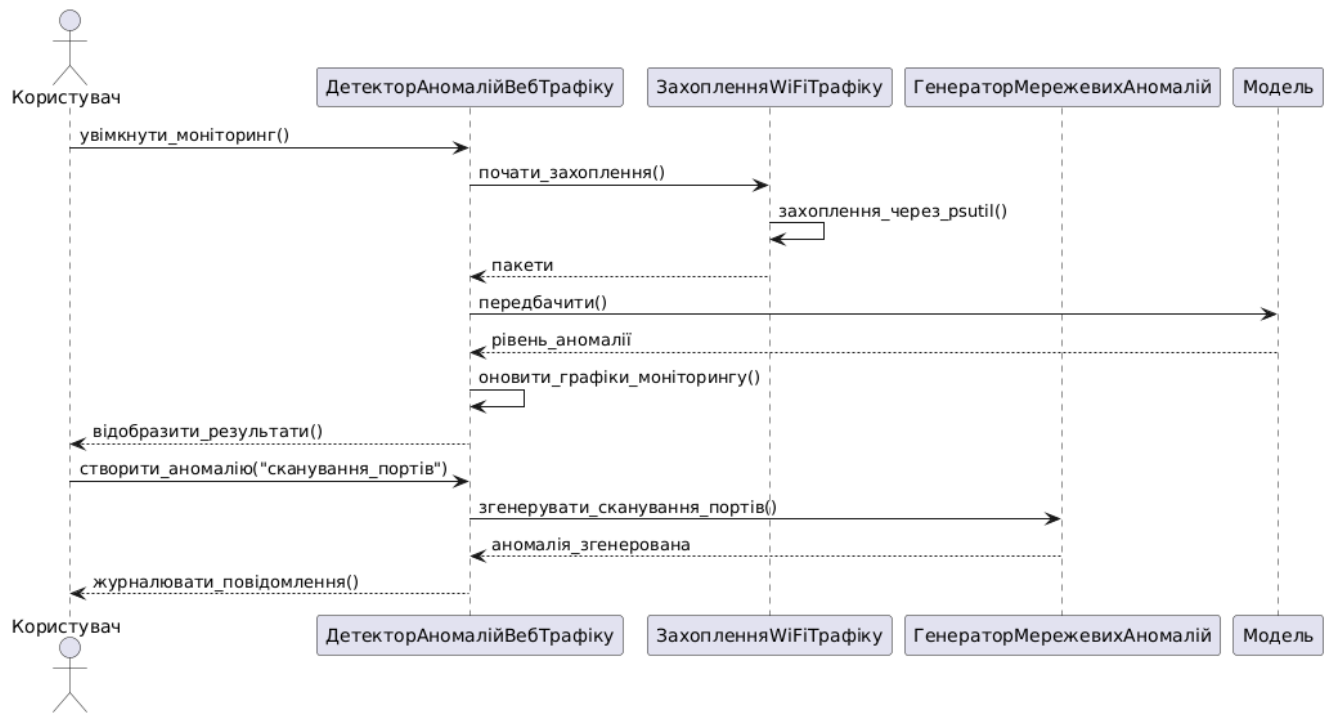 Користувач
ДетекторАномалійВебТрафіку
ЗахопленняWiFiТрафіку
ГенераторМережевихАномалій
Модель
увімкнути_моніторинг()
почати_захоплення()
захоплення_через_psutil()
пакети
передбачити()
рівень_аномалії
оновити_графіки_моніторингу()
відобразити_результати()
створити_аномалію("сканування_портів")
згенерувати_сканування_портів()
аномалія_згенерована
журналювати_повідомлення()
Користувач
ДетекторАномалійВебТрафіку
ЗахопленняWiFiТрафіку
ГенераторМережевихАномалій
Модель